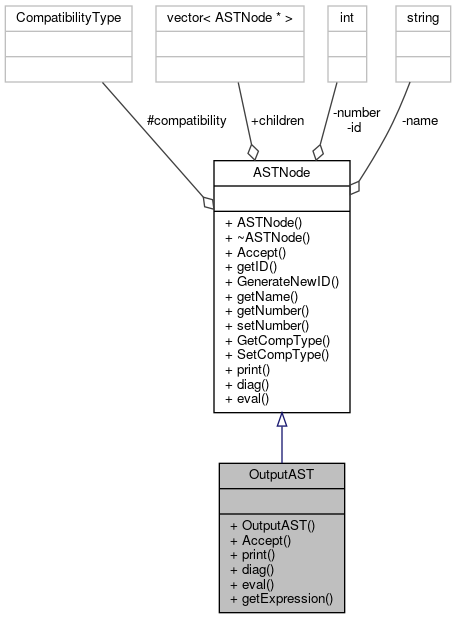 CompatibilityType
vector< ASTNode * >
int
string
#compatibility
+children
-number
-id
-name
ASTNode
+ ASTNode()
+ ~ASTNode()
+ Accept()
+ getID()
+ GenerateNewID()
+ getName()
+ getNumber()
+ setNumber()
+ GetCompType()
+ SetCompType()
+ print()
+ diag()
+ eval()
OutputAST
+ OutputAST()
+ Accept()
+ print()
+ diag()
+ eval()
+ getExpression()